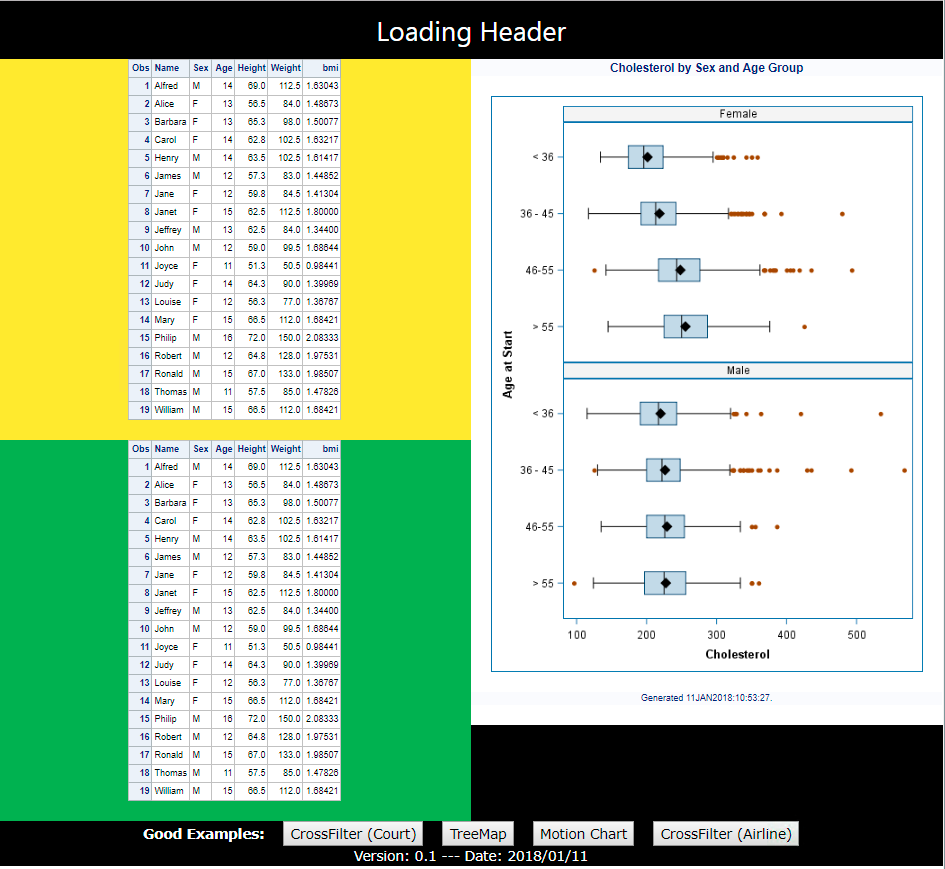 Loading Header
Obs Name Sex Age Height Weight bmi
1 Alfred M 14 69.0 112.5 1.63043
2 Alice F 13 56.5 84.0 1.48673
3 Barbara F 13 65.3 98.0 1.50077
4 Carol F 14 62.8 102.5 1.63217
5 Henry M 14 63.5 102.5 1.61417
6 James M 12 57.3 83.0 1.44852
7 Jane F 12 59.8 84.5 1.41304
8 Janet F 15 62.5 112.5 1.80000
9 Jeffrey M 13 62.5 84.0 1.34400
10 John M 12 59.0 99.5 1.68644
11 Joyce F 11 51.3 50.5 0.98441
12 Judy F 14 64.3 90.0 1.39969
13 Louise F 12 56.3 77.0 1.36767
14 Mary F 15 66.5 112.0 1.68421
15 Philip M 16 72.0 150.0 2.08333
16 Robert M 12 64.8 128.0 1.97531
17 Ronald M 15 67.0 133.0 1.98507
18 Thomas M 11 57.5 85.0 1.47826
19 William M 15 66.5 112.0 1.68421
Obs Name Sex Age Height Weight bmi
1 Alfred M 14 69.0 112.5 1.63043
2 Alice F 13 56.5 84.0 1.48673
3 Barbara F 13 65.3 98.0 1.50077
4 Carol F 14 62.8 102.5 1.63217
5 Henry M 14 63.5 102.5 1.61417
6 James M 12 57.3 83.0 1.44852
7 Jane F 12 59.8 84.5 1.41304
8 Janet F 15 62.5 112.5 1.80000
9 Jeffrey M 13 62.5 84.0 1.34400
10 John M 12 59.0 99.5 1.68644
11 Joyce F 11 51.3 50.5 0.98441
12 Judy F 14 64.3 90.0 1.39969
13 Louise F 12 56.3 77.0 1.36767
14 Mary F 15 66.5 112.0 1.68421
15 Philip M 16 72.0 150.0 2.08333
16 Robert M 12 64.8 128.0 1.97531
17 Ronald M 15 67.0 133.0 1.98507
18 Thomas M 11 57.5 85.0 1.47826
19 William M 15 66.5 112.0 1.68421
Cholesterol by Sex and Age Group
Female
< 36
36 - 45
46-55
> 55
Age at Start
Male
< 36
36 - 45
46-55
> 55
100 200 300 400 500
Cholesterol
Generated 11JAN2018:10:53:27.
Good Examples: CrossFilter (Court) TreeMap Motion Chart CrossFilter (Airline)
Version: 0.1 --- Date: 2018/01/11